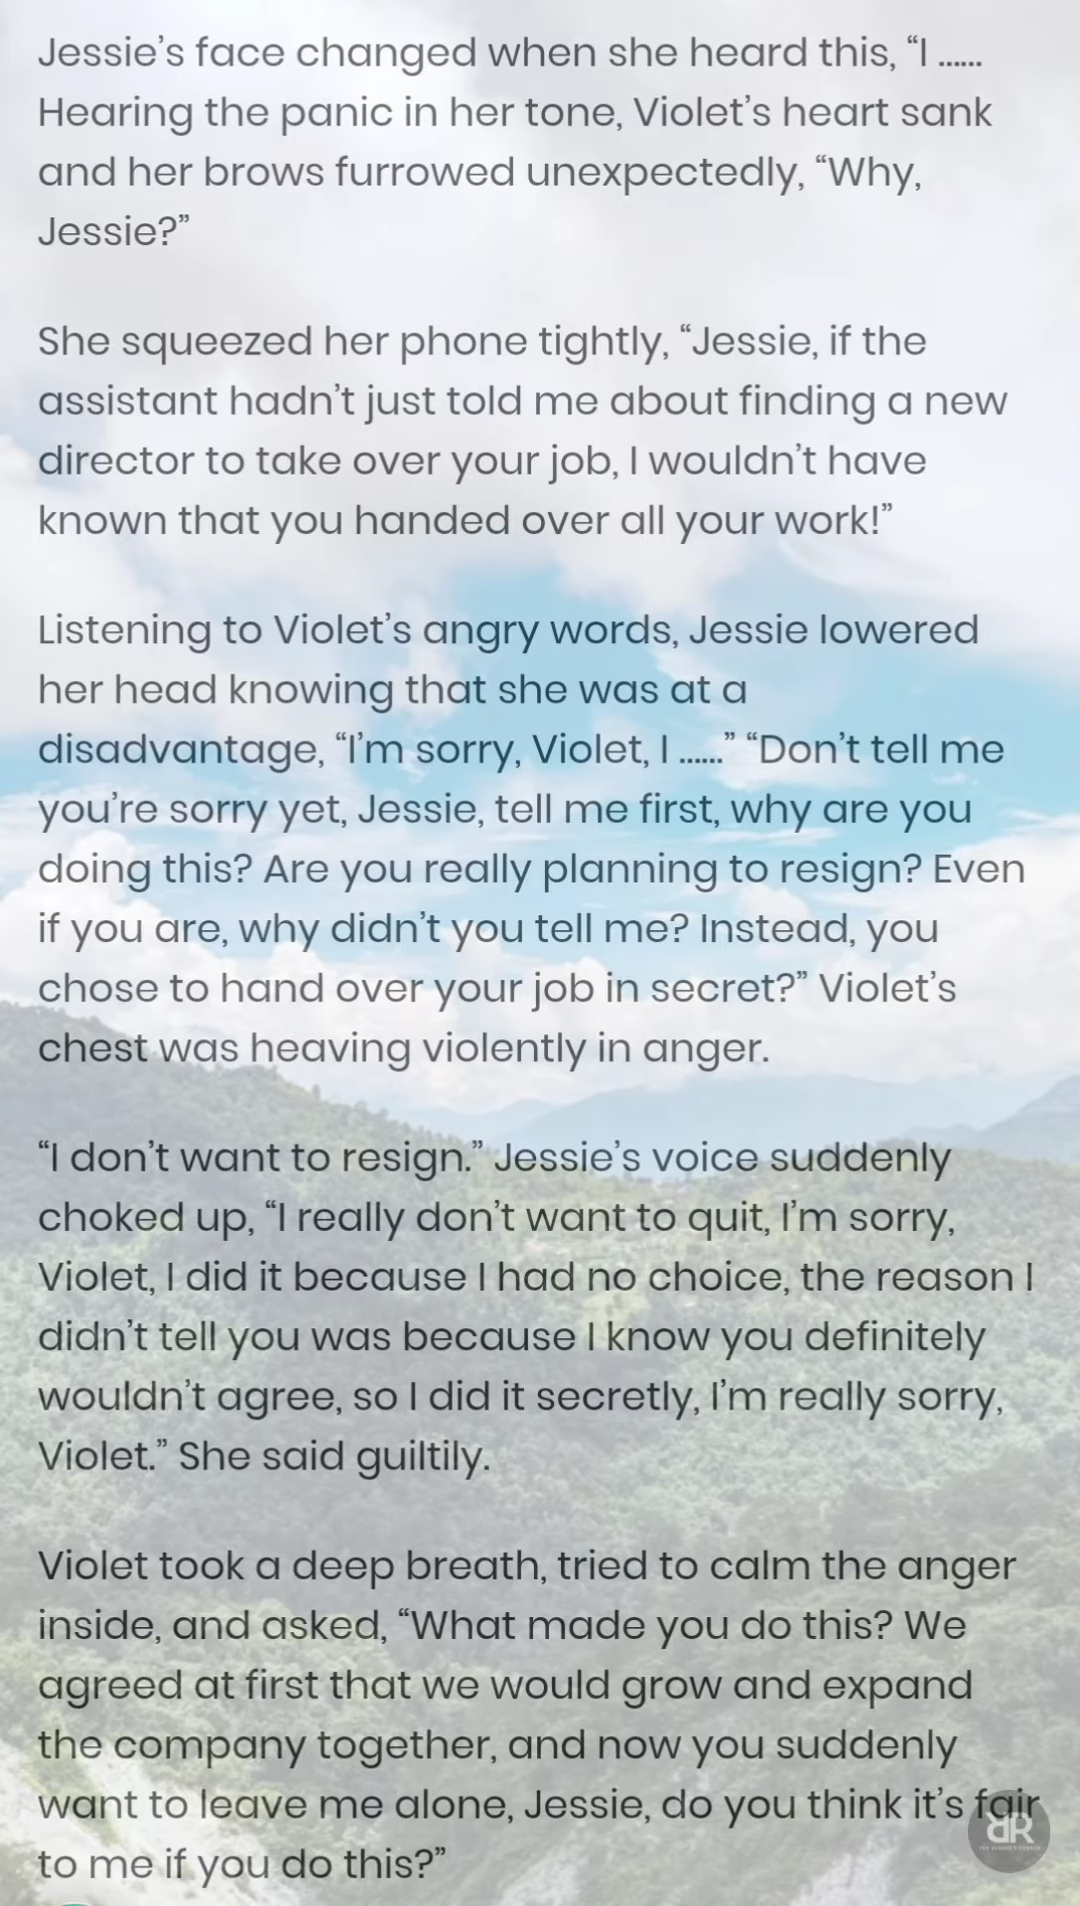 Jessie’s face changed when she heard this, “I ......
Hearing the panic in her tone, Violet’s heart sank
and her brows furrowed unexpectedly, “Why,
Jessie?”
She squeezed her phone tightly, “Jessie, if the
assistant hadn’t just told me about finding a new
director to take over your job, I wouldn’t have
known that you handed over all your work!”
Listening to Violet’s angry words, Jessie lowered
her head knowing that she was at a
disadvantage, “I’m sorry, Violet, I ......” “Don’t tell me
you’re sorry yet, Jessie, tell me first, why are you
doing this? Are you really planning to resign? Even
if you are, why didn’t you tell me? Instead, you
chose to hand over your job in secret?” Violet’s
chest was heaving violently in anger.
“I don’t want to resign.” Jessie’s voice suddenly
choked up, “I really don’t want to quit, I’m sorry,
Violet, I did it because I had no choice, the reason I
didn’t tell you was because I know you definitely
wouldn’t agree, so I did it secretly, I’m really sorry,
Violet.” She said guiltily.
Violet took a deep breath, tried to calm the anger
inside, and asked, “What made you do this? We
agreed at first that we would grow and expand
the company together, and now you suddenly
want to leave me alone, Jessie, do you think it’s fair
to me if you do this?”